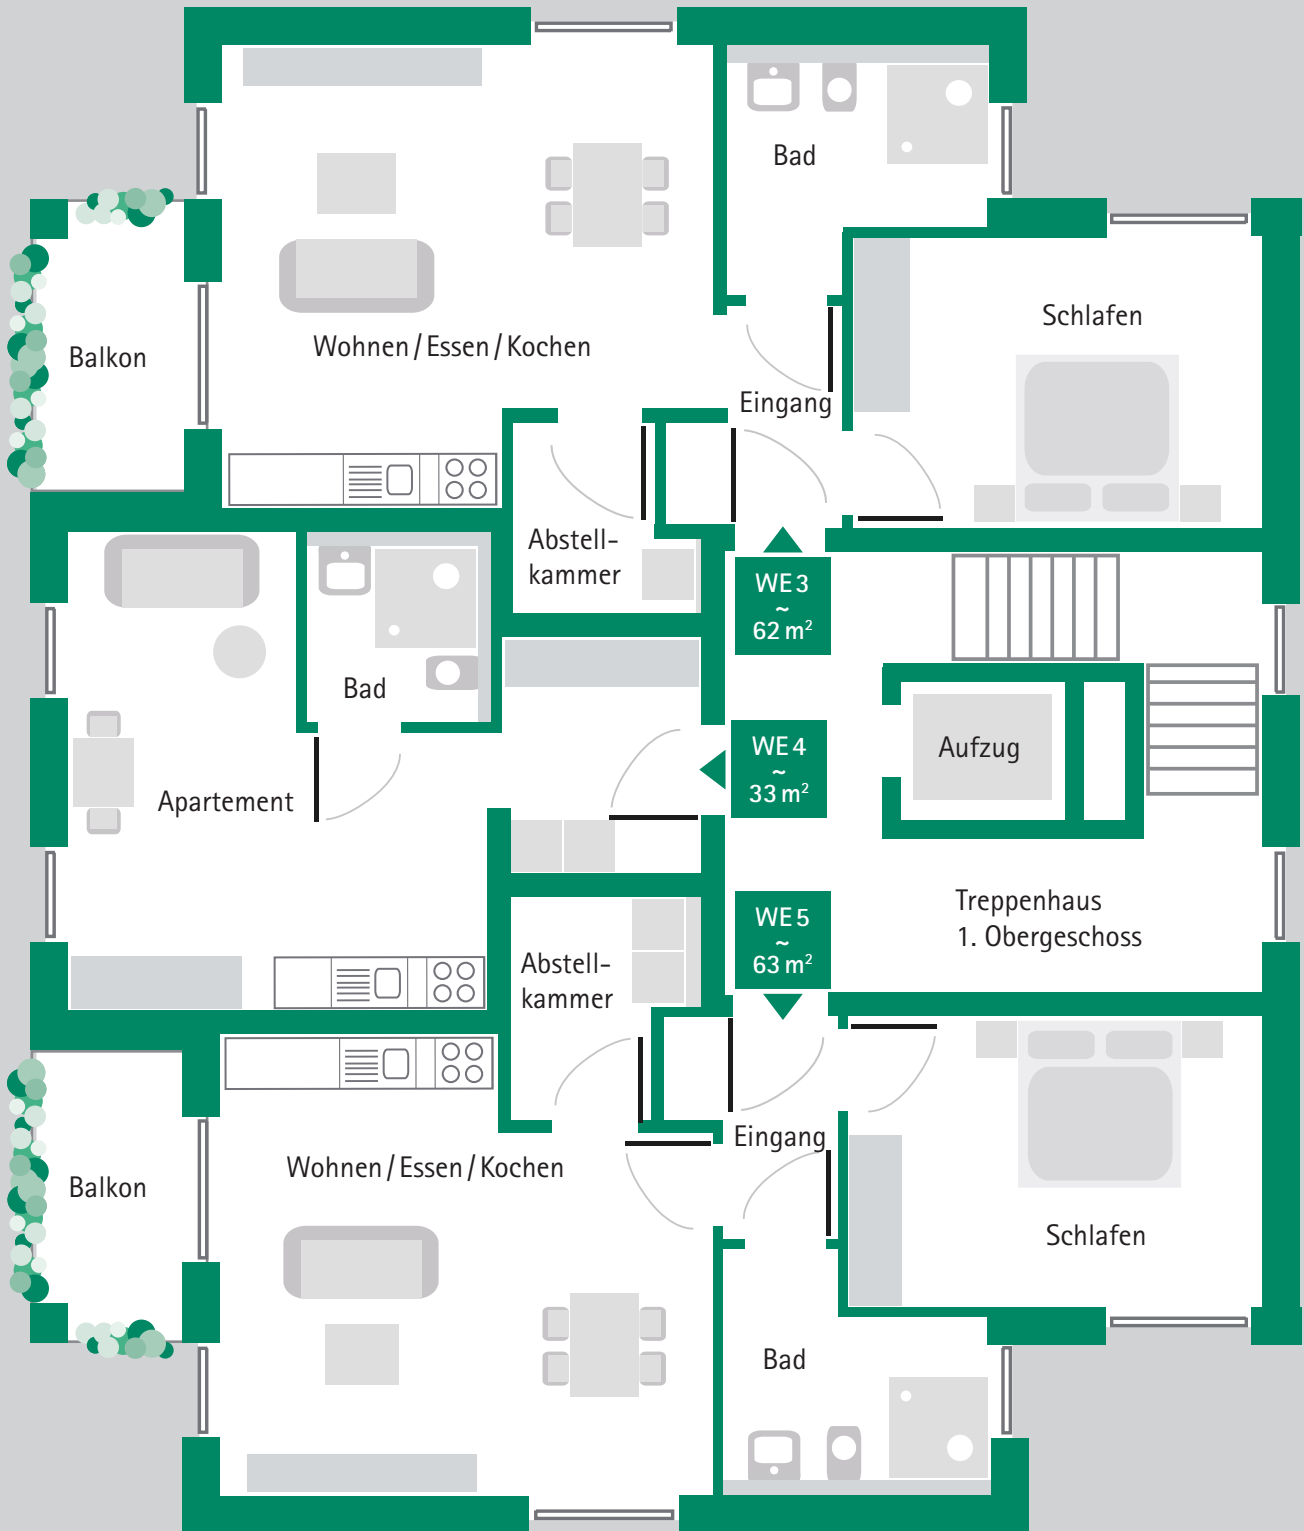 Bad
Schlafen
Balkon
Wohnen / Essen / Kochen
Eingang
Abstell-
kammer
WE 3
~
62 m²
Bad
Apartement
WE 4
~
33 m²
Aufzug
WE 5
~
63 m²
Treppenhaus
1. Obergeschoss
Abstell-
kammer
Eingang
Wohnen / Essen / Kochen
Balkon
Schlafen
Bad